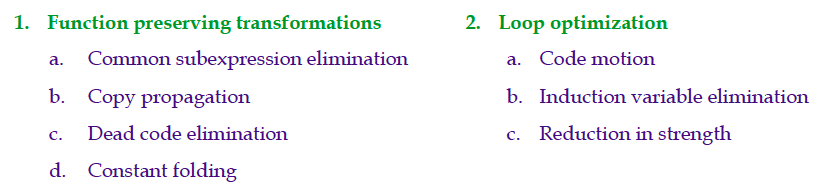 1. Function preserving transformations
a. Common subexpression elimination
b. Copy propagation
c. Dead code elimination
d. Constant folding
2. Loop optimization
a. Code motion
b. Induction variable elimination
c. Reduction in strength